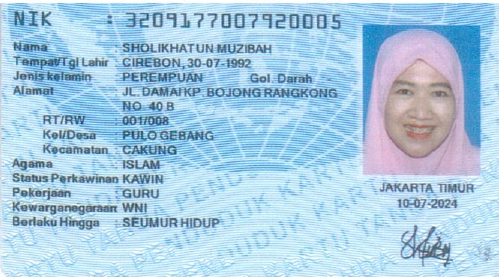 NIK : 3209177007920005
Nama : SHOLIKHATUN MUZIBAH
Tempat/Tgl Lahir : CIREBON, 30-07-1992
Jenis kelamin : PEREMPUAN Gol. Darah : -
Alamat : JL. DAMAI KP. BOJONG RANGKONG
NO. 40 B
RT/RW : 001/008
Kel/Desa : PULO GEBANG
Kecamatan : CAKUNG
Agama : ISLAM
Status Perkawinan : KAWIN
Pekerjaan : GURU
Kewarganegaraan : WNI
Berlaku Hingga : SEUMUR HIDUP
JAKARTA TIMUR
10-07-2024